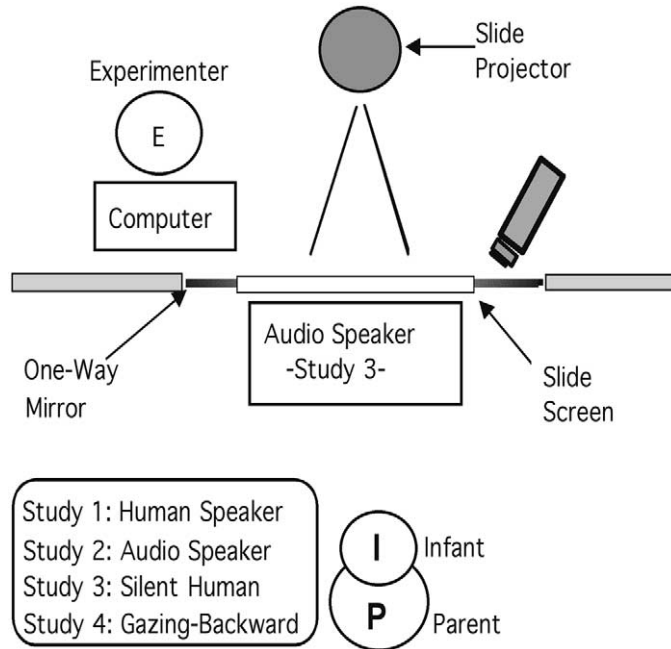 Slide
Projector
Experimenter
E
Computer
Audio Speaker
-Study 3-
One-Way
Mirror
Slide
Screen
Study 1: Human Speaker
Study 2: Audio Speaker
Study 3: Silent Human
Study 4: Gazing-Backward
I
Infant
P
Parent